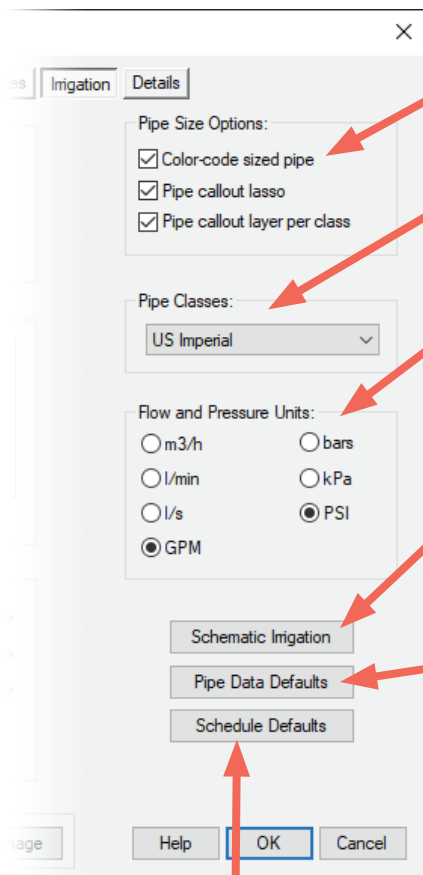 es Irrigation Details
Pipe Size Options:
Color-code sized pipe
Pipe callout lasso
Pipe callout layer per class
Pipe Classes:
US Imperial
Flow and Pressure Units:
m3/h bars
l/min kPa
l/s PSI
GPM
Schematic Irrigation
Pipe Data Defaults
Schedule Defaults
age Help OK Cancel